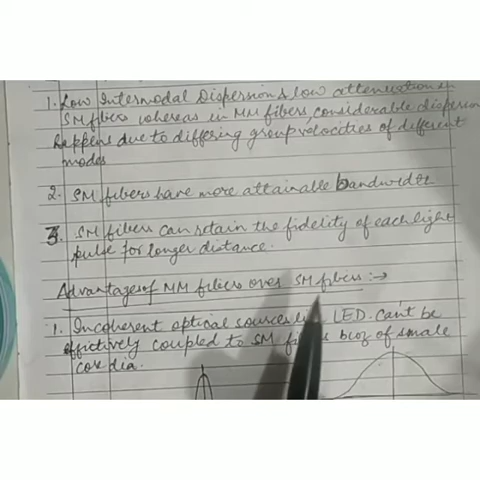 1. Low Intermodal Dispersion & low attenuation in
SM fibers whereas in MM fibers, considerable dispersion
happens due to differing group velocities of different
modes
2. SM fibers have more attainable bandwidth
3. SM fibers can retain the fidelity of each light
pulse for longer distance.
Advantages of MM fibers over SM fibers :→
1. Incoherent optical sources LED can't be
effictively coupled to SM bcoz of small
core dia.